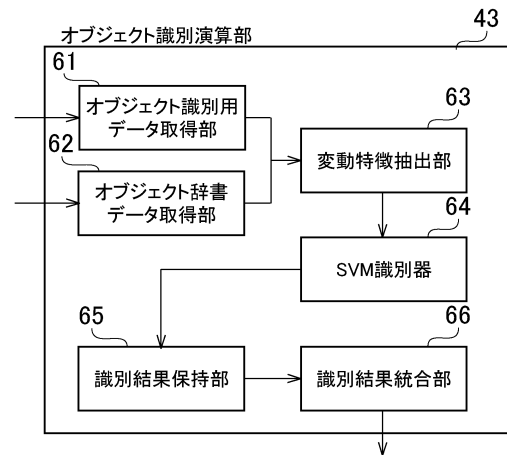 オブジェクト識別演算部
43
61
オブジェクト識別用
データ取得部
62
オブジェクト辞書
データ取得部
63
変動特徴抽出部
64
SVM識別器
65
識別結果保持部
66
識別結果統合部